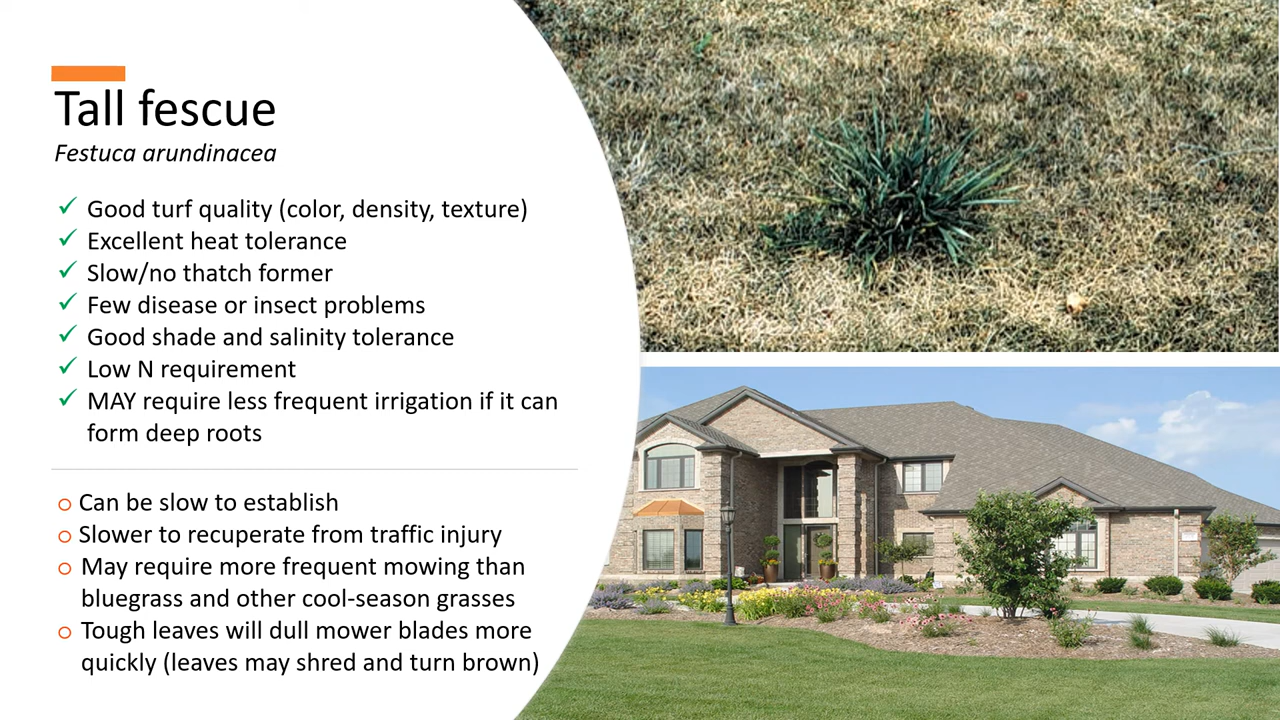 Tall fescue
Festuca arundinacea
✓ Good turf quality (color, density, texture)
✓ Excellent heat tolerance
✓ Slow/no thatch former
✓ Few disease or insect problems
✓ Good shade and salinity tolerance
✓ Low N requirement
✓ MAY require less frequent irrigation if it can
form deep roots
o Can be slow to establish
o Slower to recuperate from traffic injury
o May require more frequent mowing than
bluegrass and other cool-season grasses
o Tough leaves will dull mower blades more
quickly (leaves may shred and turn brown)